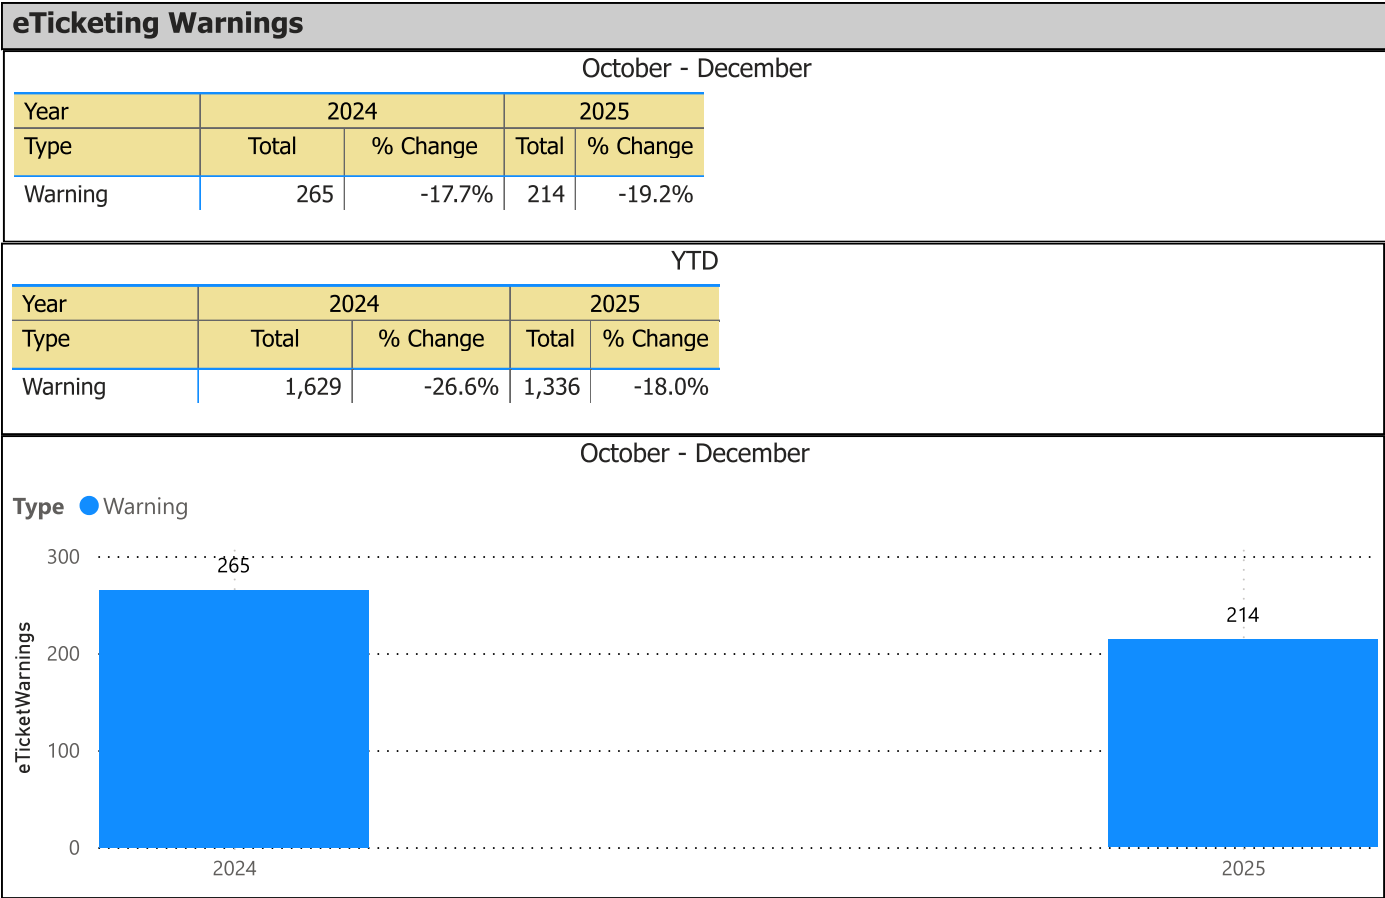 eTicketing Warnings
October - December
Year 2024 2025
Type Total % Change Total % Change
Warning 265 -17.7% 214 -19.2%
YTD
Year 2024 2025
Type Total % Change Total % Change
Warning 1,629 -26.6% 1,336 -18.0%
October - December
Type Warning
300
265
214
eTicketWarnings
200
100
0
2024 2025